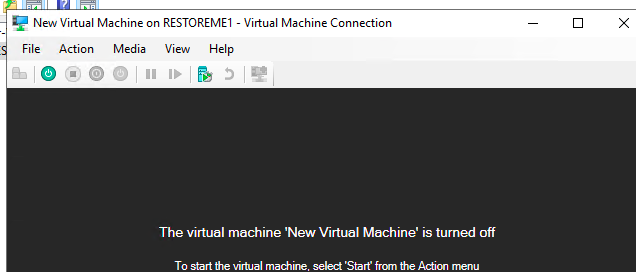 New Virtual Machine on RESTOREME1 - Virtual Machine Connection
File Action Media View Help
The virtual machine 'New Virtual Machine' is turned off
To start the virtual machine, select 'Start' from the Action menu